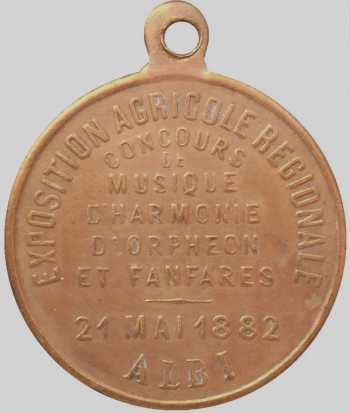 EXPOSITION AGRICOLE REGIONALE
CONCOURS
DE
MUSIQUE
D'HARMONIE
D'ORPHEON
ET FANFARES
21 MAI 1882
ALBI